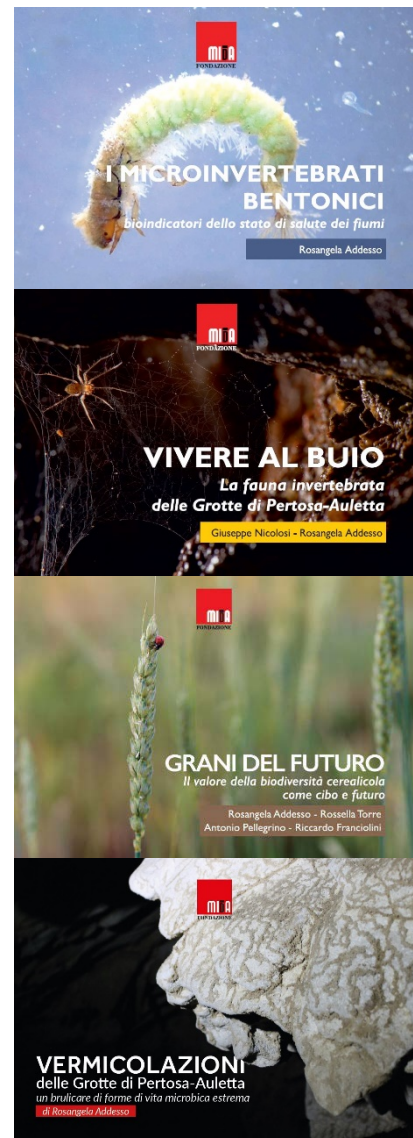 MIDA
FONDAZIONE
I MICROINVERTEBRATI
BENTONICI
bioindicatori dello stato di salute dei fiumi
Rosangela Addesso
MIDA
FONDAZIONE
VIVERE AL BUIO
La fauna invertebrata
delle Grotte di Pertosa-Auletta
Giuseppe Nicolosi - Rosangela Addesso
MIDA
FONDAZIONE
GRANI DEL FUTURO
Il valore della biodiversità cerealicola
come cibo e futuro
Rosangela Addesso - Rossella Torre
Antonio Pellegrino - Riccardo Franciolini
MIDA
FONDAZIONE
VERMICOLAZIONI
delle Grotte di Pertosa-Auletta
un brulicare di forme di vita microbica estrema
di Rosangela Addesso